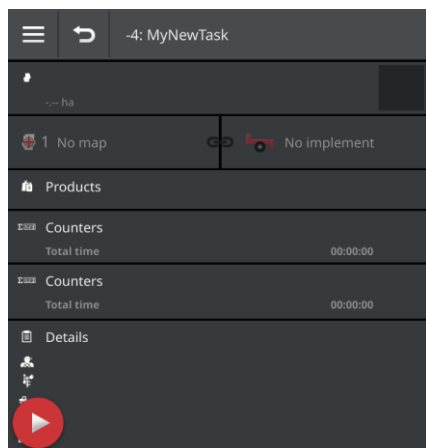 -4: MyNewTask
-.-- ha
1 No map
No implement
Products
Counters
Total time 00:00:00
Counters
Total time 00:00:00
Details